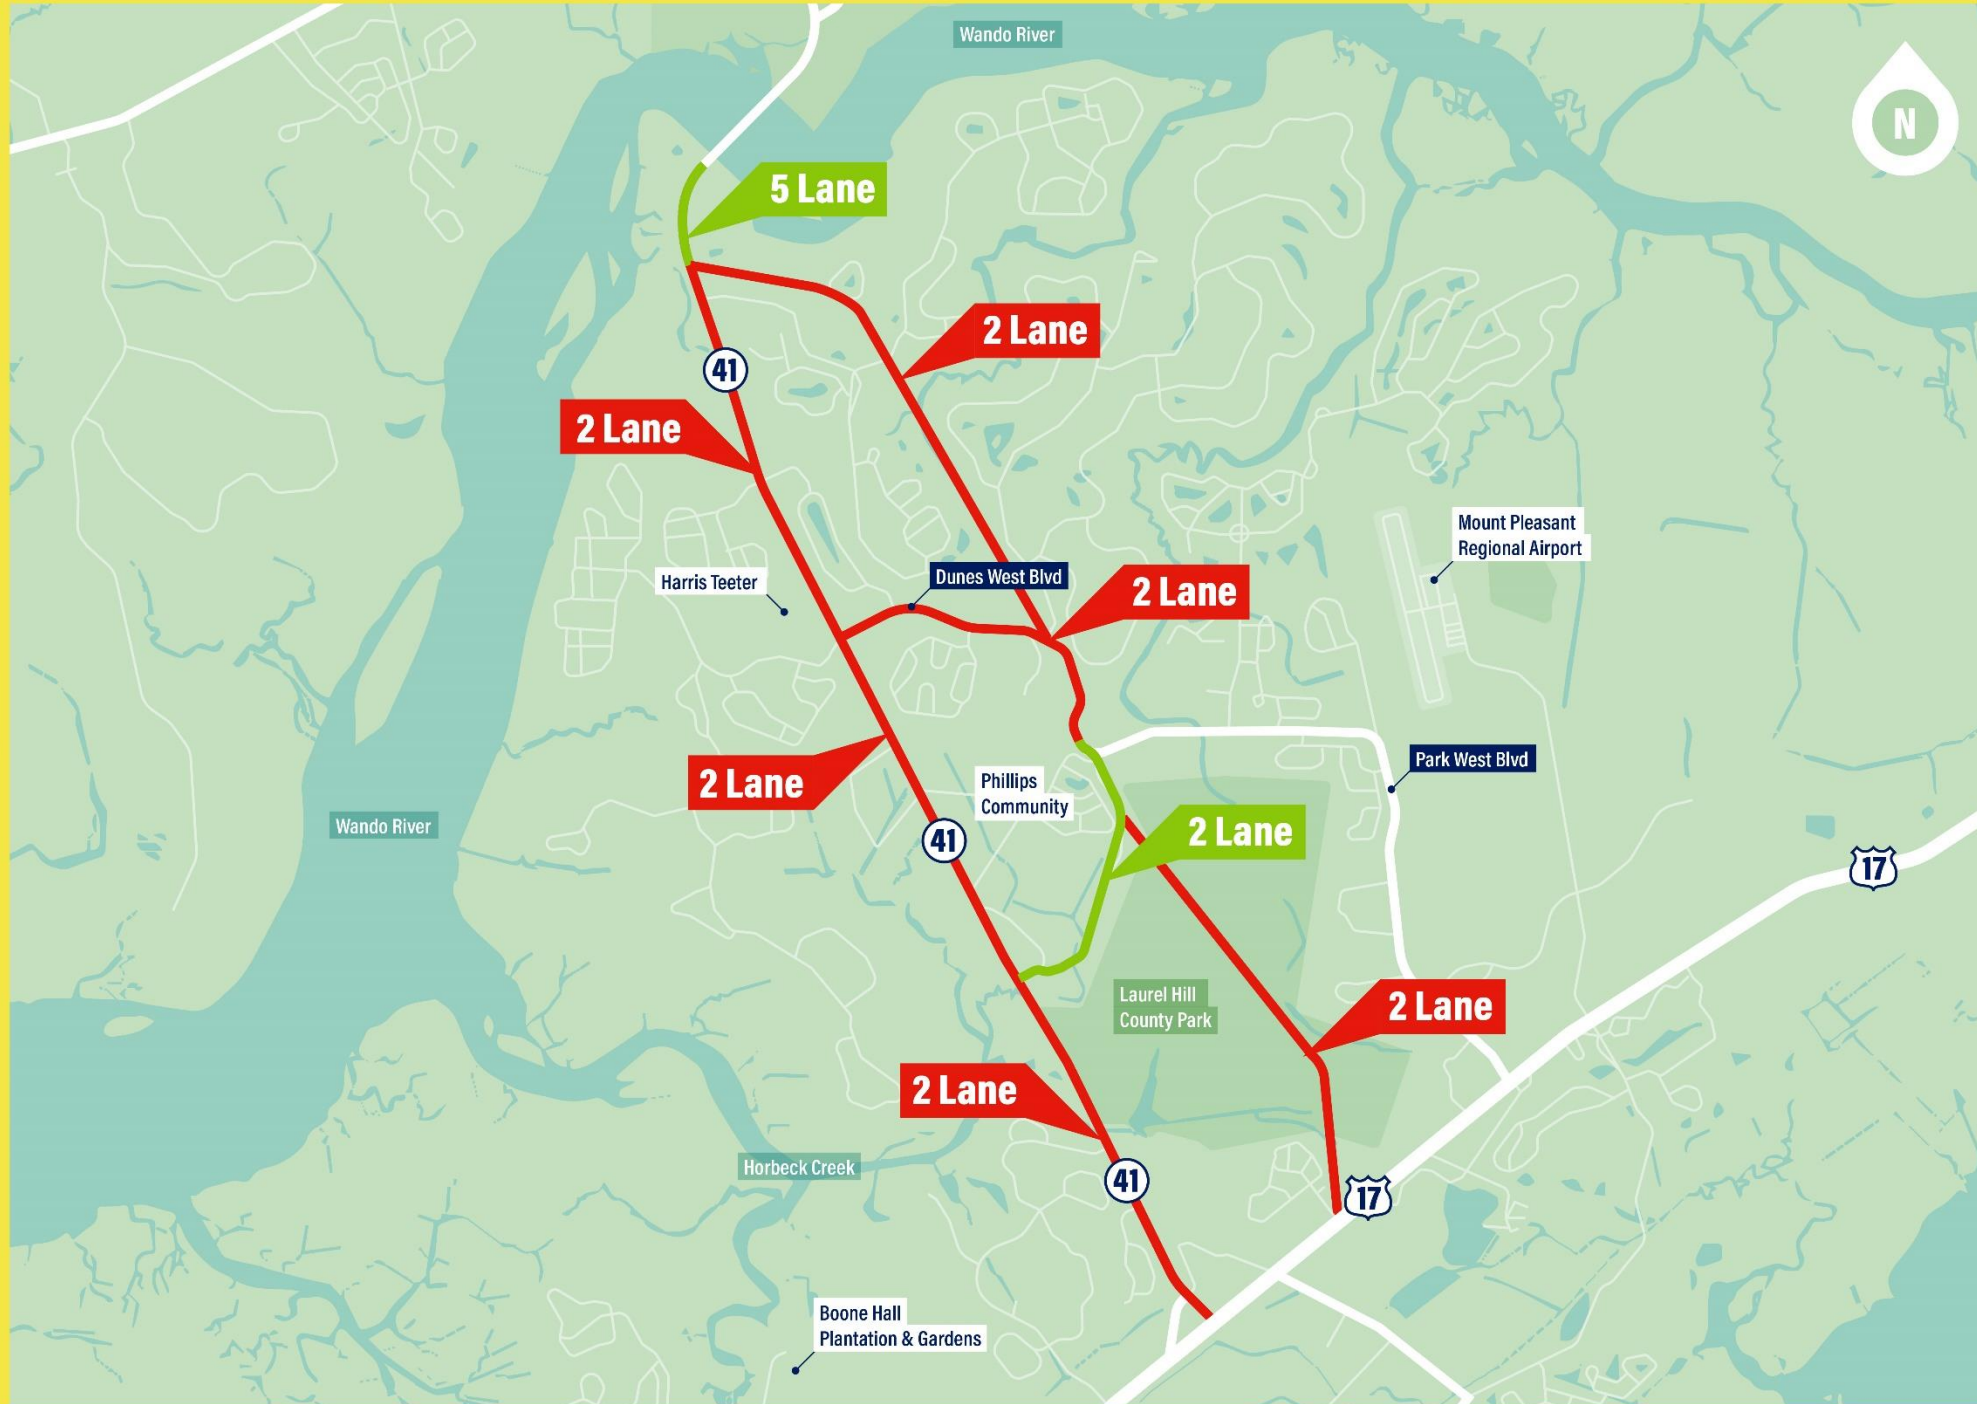 Wando River
N
5 Lane
2 Lane
41
2 Lane
Mount Pleasant
Regional Airport
Harris Teeter
Dunes West Blvd
2 Lane
Park West Blvd
2 Lane
Phillips
Community
Wando River
41
2 Lane
17
Laurel Hill
County Park
2 Lane
2 Lane
Horbeck Creek
41
17
Boone Hall
Plantation & Gardens